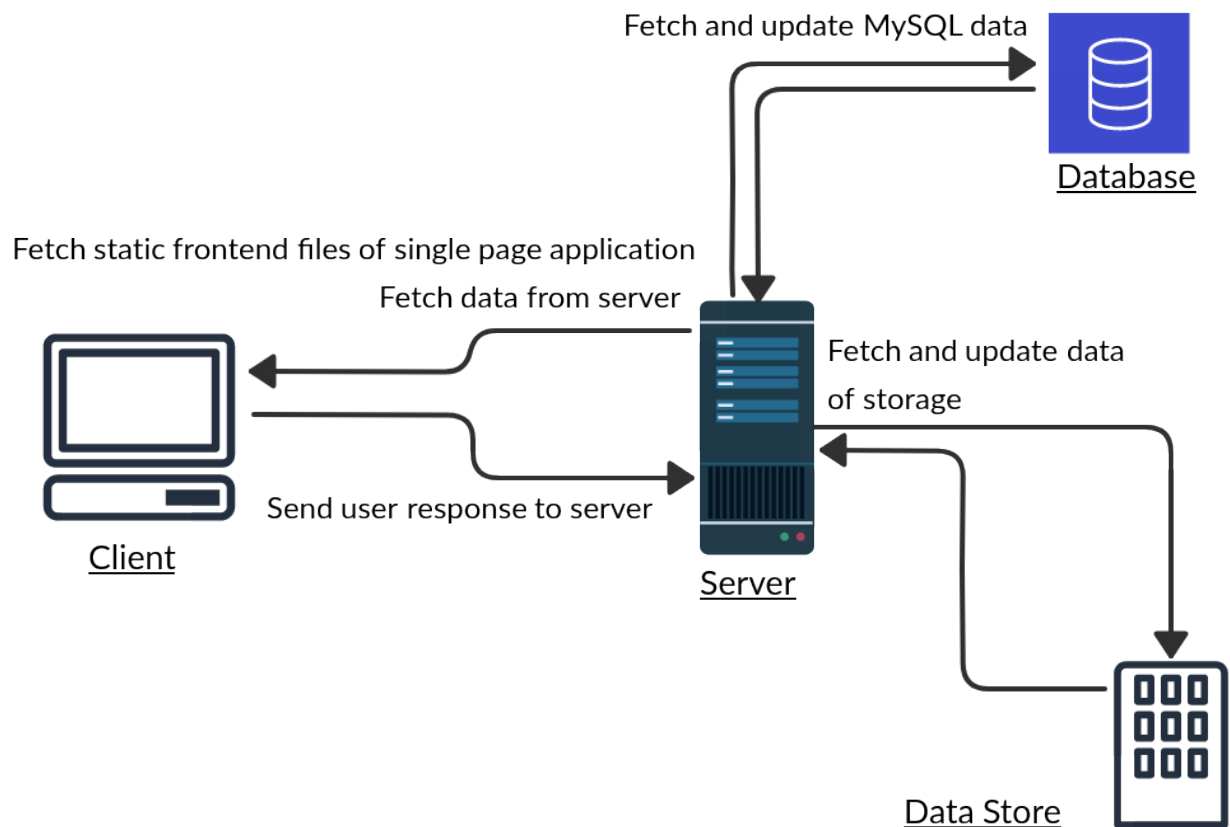 Fetch and update MySQL data
Database
Fetch static frontend files of single page application
Fetch data from server
Fetch and update data
of storage
Send user response to server
Client
Server
Data Store